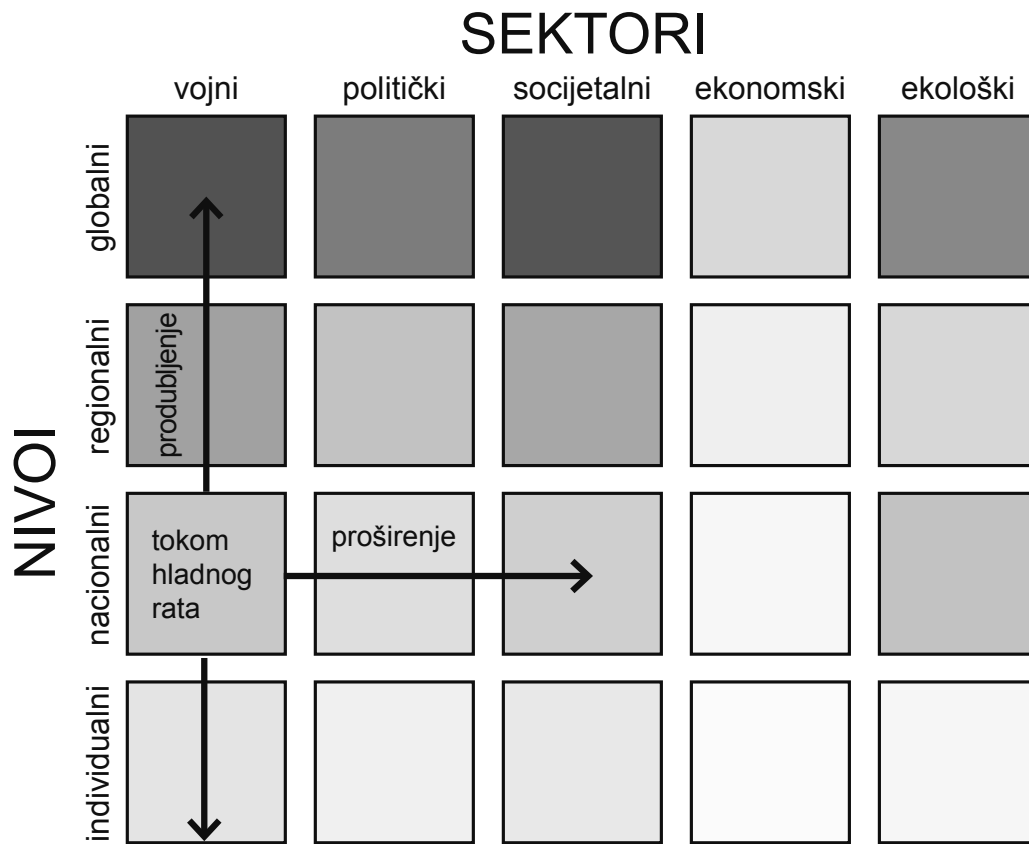 SEKTORI
vojni politički socijetalni ekonomski ekološki
NIVOI
globalni
regionalni
produbljenje
nacionalni
tokom
hladnog
rata
proširenje
individualni